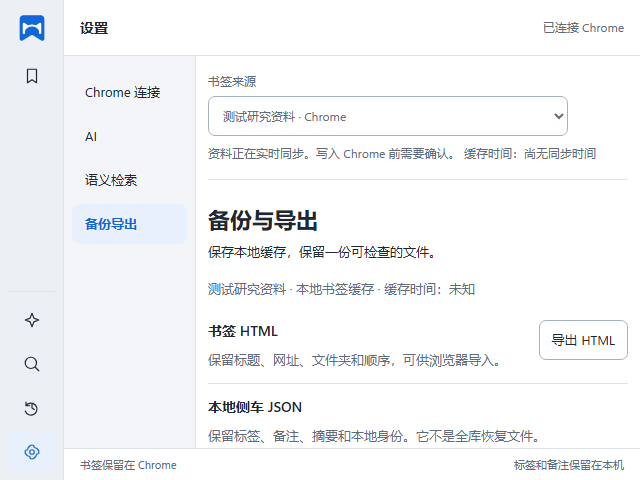 设置
已连接 Chrome
Chrome 连接
AI
语义检索
备份导出
书签来源
测试研究资料 · Chrome
资料正在实时同步。写入 Chrome 前需要确认。 缓存时间：尚无同步时间
备份与导出
保存本地缓存，保留一份可检查的文件。
测试研究资料 · 本地书签缓存 · 缓存时间：未知
书签 HTML
导出 HTML
保留标题、网址、文件夹和顺序，可供浏览器导入。
本地侧车 JSON
保留标签、备注、摘要和本地身份。它不是全库恢复文件。
书签保留在 Chrome
标签和备注保留在本机